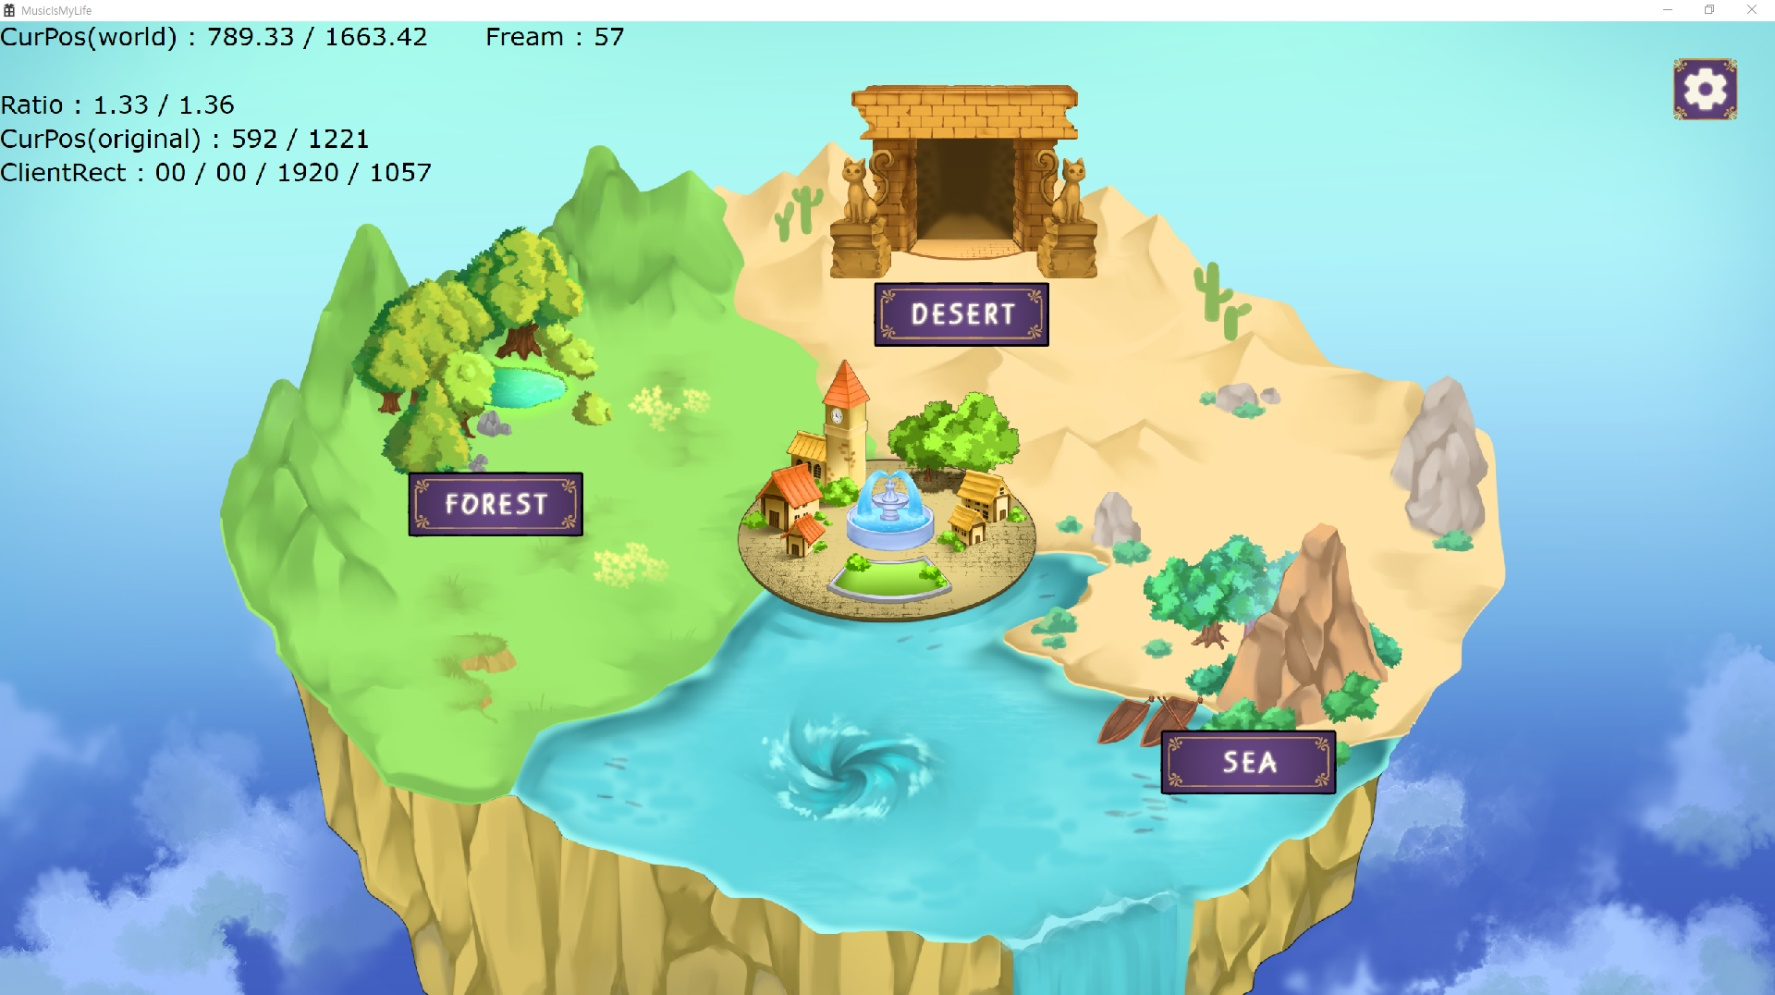 MusicIsMyLife
CurPos(world) : 789.33 / 1663.42 Fream : 57
Ratio : 1.33 / 1.36
CurPos(original) : 592 / 1221
ClientRect : 00 / 00 / 1920 / 1057
DESERT
FOREST
SEA